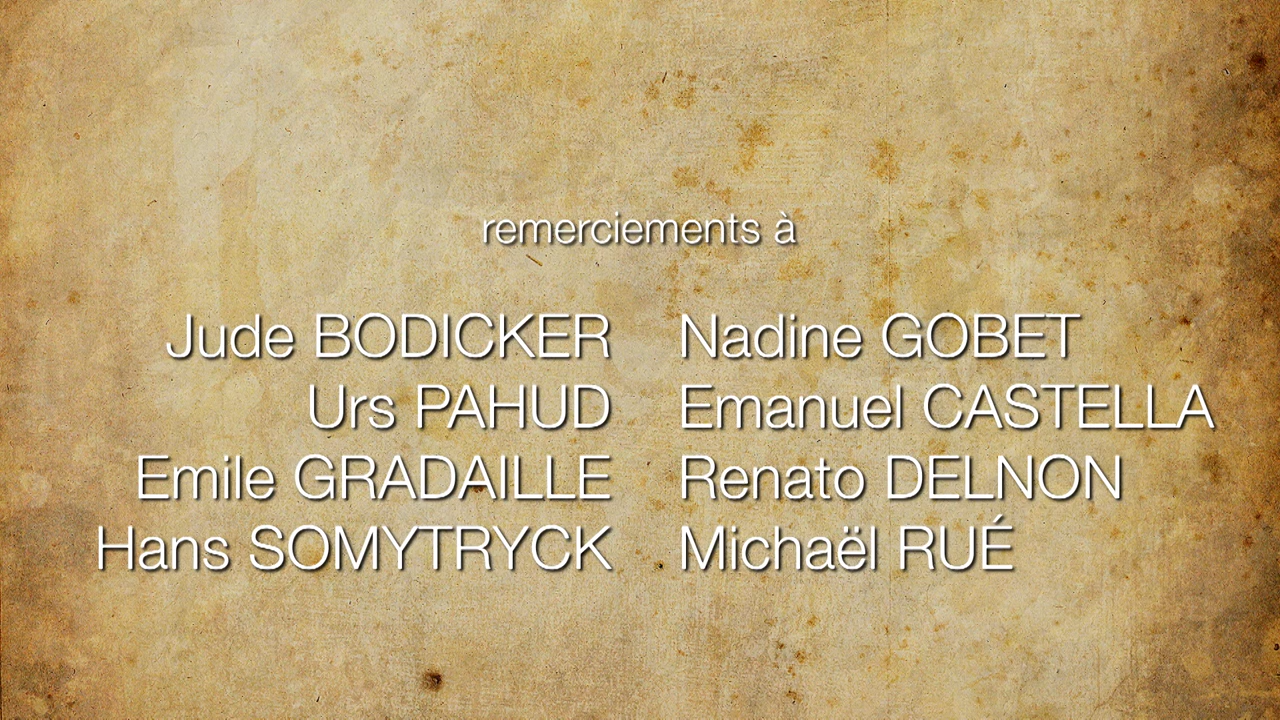 remerciements à
Jude BODICKER
Urs PAHUD
Emile GRADAILLE
Hans SOMYTRYCK
Nadine GOBET
Emanuel CASTELLA
Renato DELNON
Michaël RUÉ